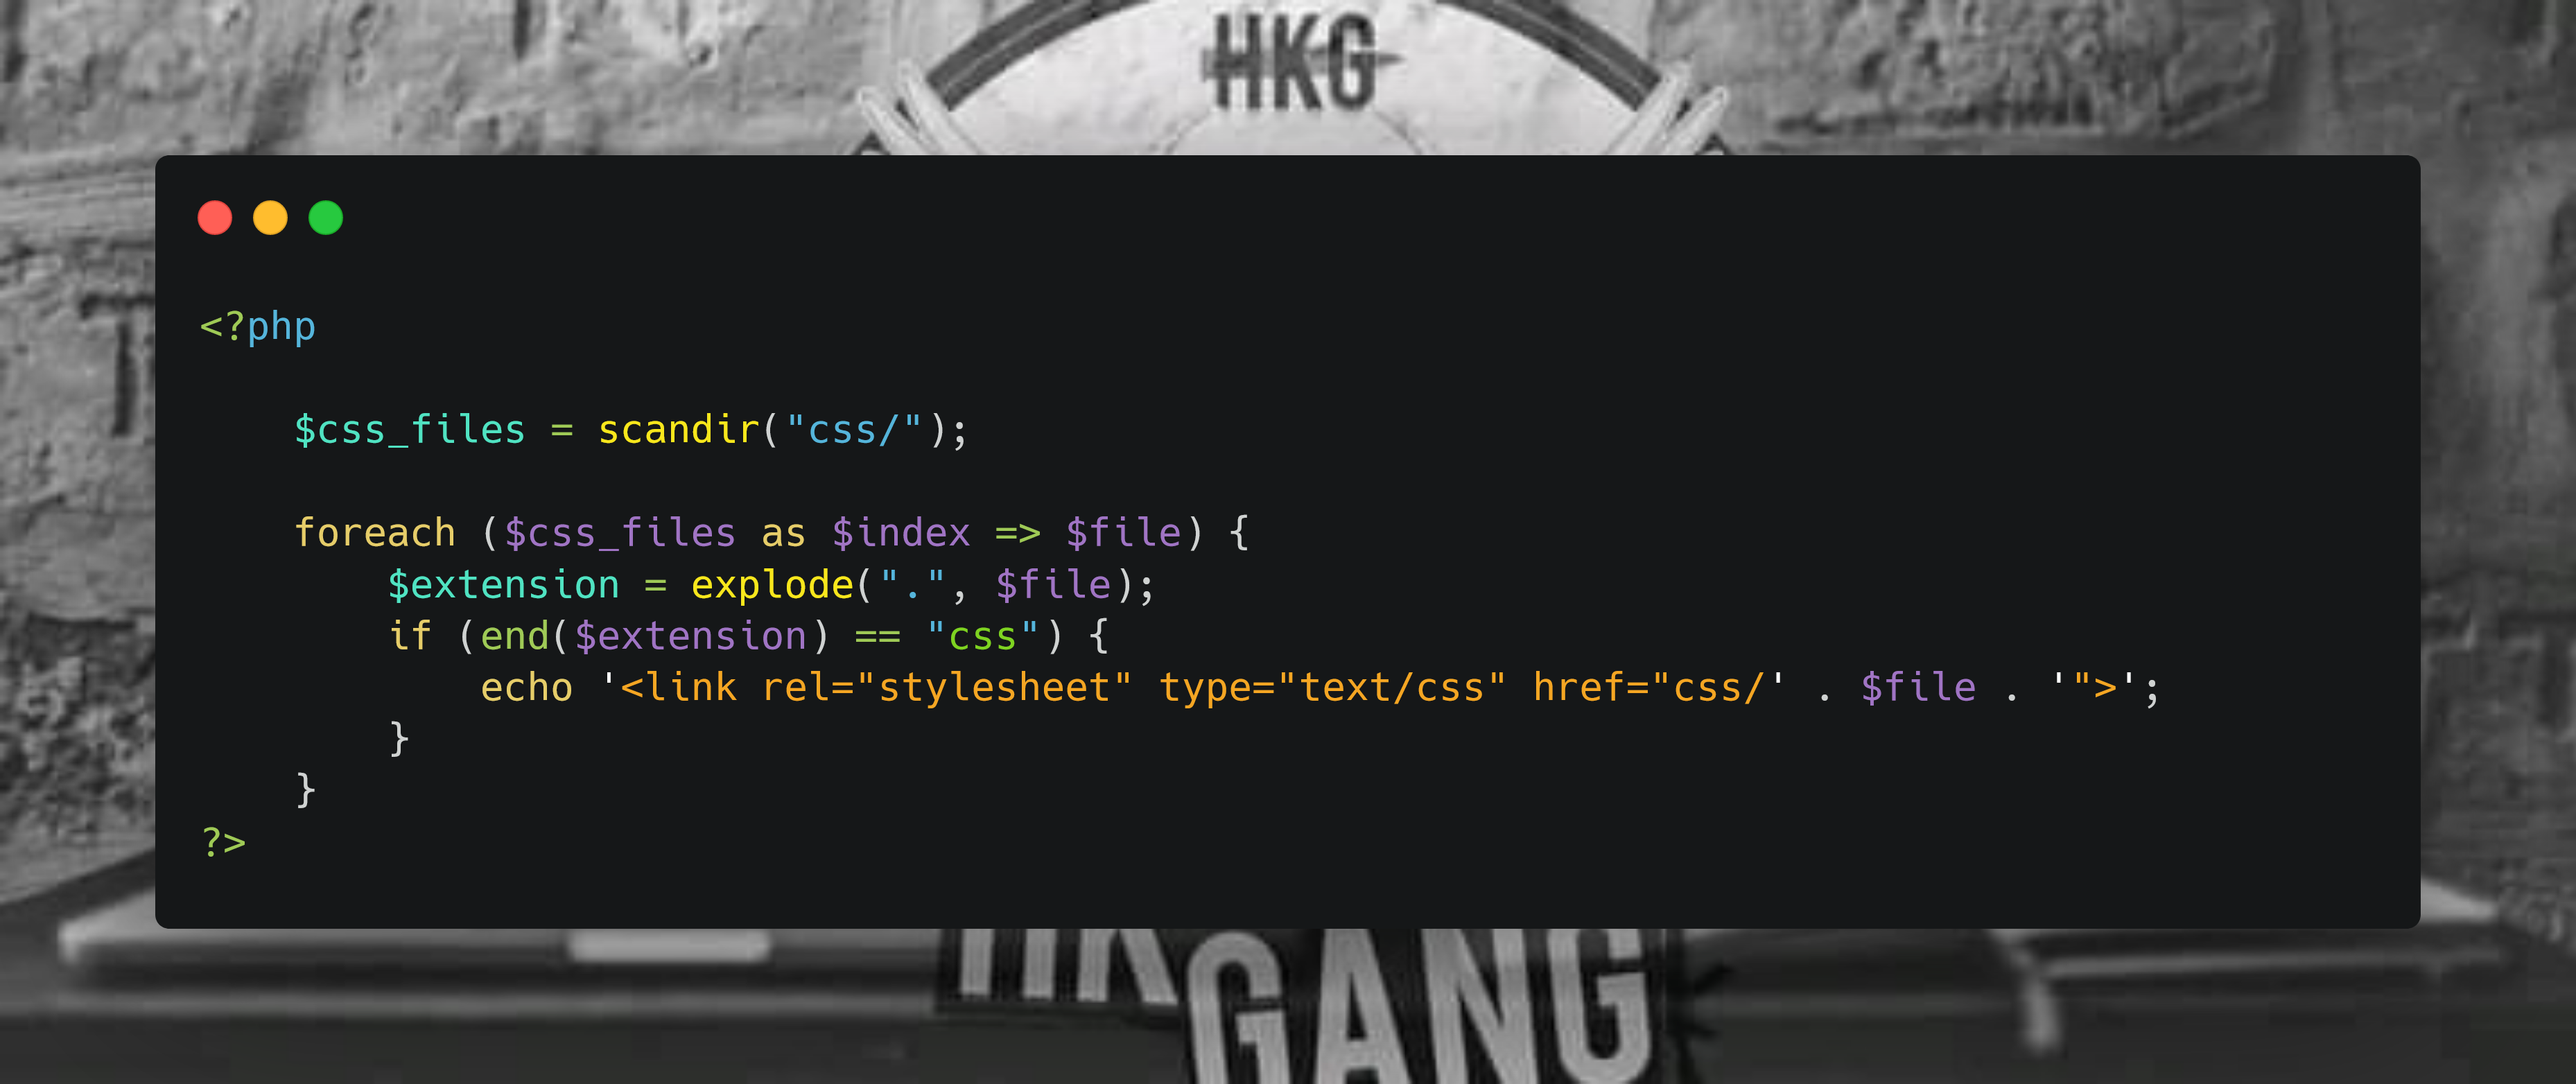 HKG
<?php
    $css_files = scandir("css/");
    foreach ($css_files as $index => $file) {
        $extension = explode(".", $file);
        if (end($extension) == "css") {
            echo '<link rel="stylesheet" type="text/css" href="css/' . $file . '">';
        }
    }
?>
GANG